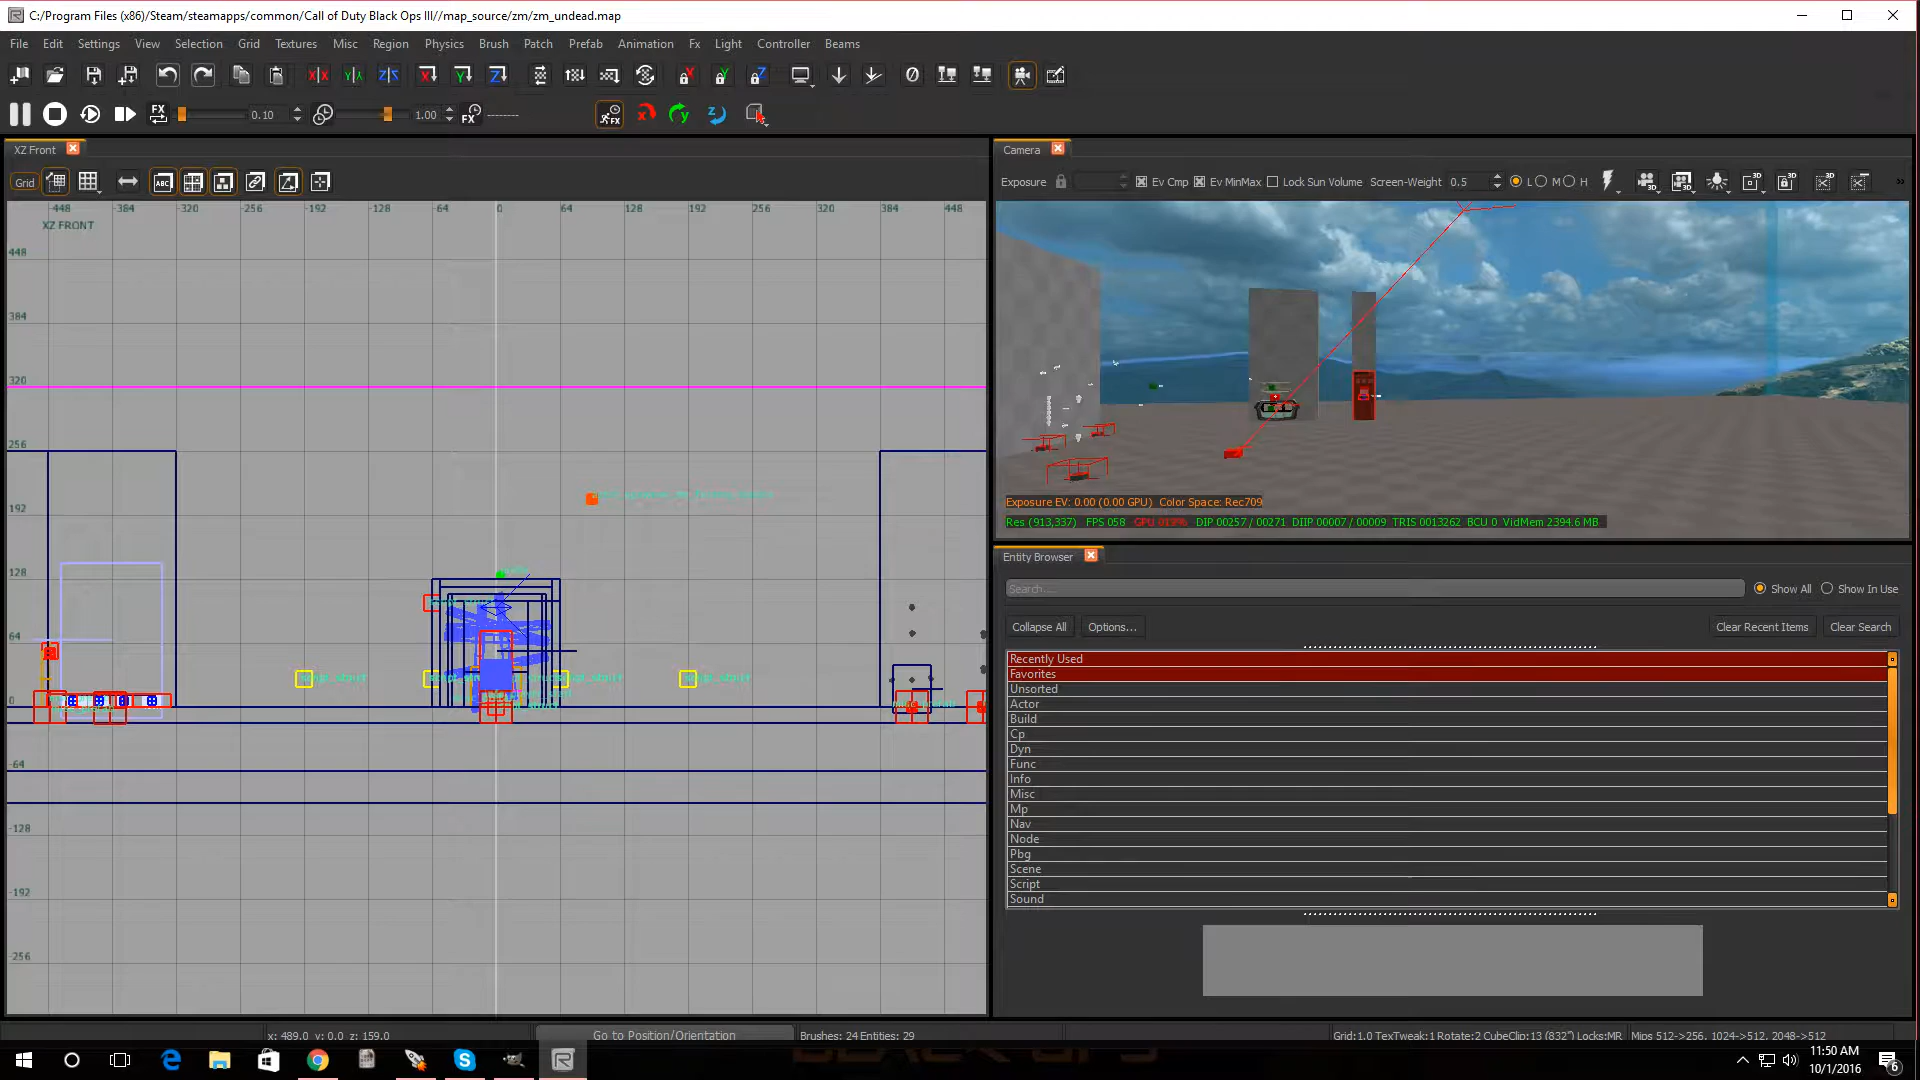 C:/Program Files (x86)/Steam/steamapps/common/Call of Duty Black Ops III//map_source/zm/zm_undead.map
File Edit Settings View Selection Grid Textures Misc Region Physics Brush Patch Prefab Animation Fx Light Controller Beams
FX 0.10 1.00 FX --------
XZ Front
Camera
Grid ABC
Exposure Ev Cmp Ev MinMax Lock Sun Volume Screen-Weight 0.5 L M H
-448 -384 -320 -256 -192 -128 -64 0 64 128 192 256 320 384 448
XZ FRONT
448
384
320
256
192
128
64
0
-64
-128
-192
-256
script_struct
script_struct
Exposure EV: 0.00 (0.00 GPU) Color Space: Rec709
Res (913,337) FPS 058 GPU 013% DIP 00257 / 00271 DIIP 00007 / 00009 TRIS 0013262 BCU 0 VidMem 2394.6 MB
Entity Browser
Search...
Show All Show In Use
Collapse All Options... Clear Recent Items Clear Search
Recently Used
Favorites
Unsorted
Actor
Build
Cp
Dyn
Func
Info
Misc
Mp
Nav
Node
Pbg
Scene
Script
Sound
x: 489.0 y: 0.0 z: 159.0 Go to Position/Orientation Brushes: 24 Entities: 29 Grid:1.0 TexTweak:1 Rotate:2 CubeClip:13 (832") Locks:MR Mips 512->256, 1024->512, 2048->512
11:50 AM
10/1/2016
6